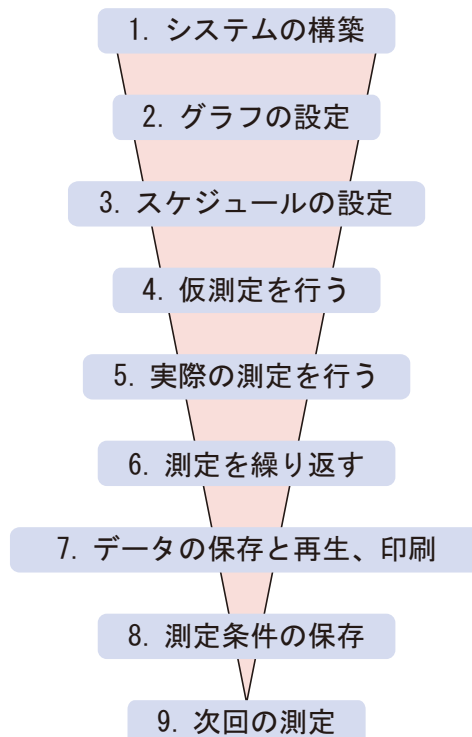 1. システムの構築
2. グラフの設定
3. スケジュールの設定
4. 仮測定を行う
5. 実際の測定を行う
6. 測定を繰り返す
7. データの保存と再生、印刷
8. 測定条件の保存
9. 次回の測定